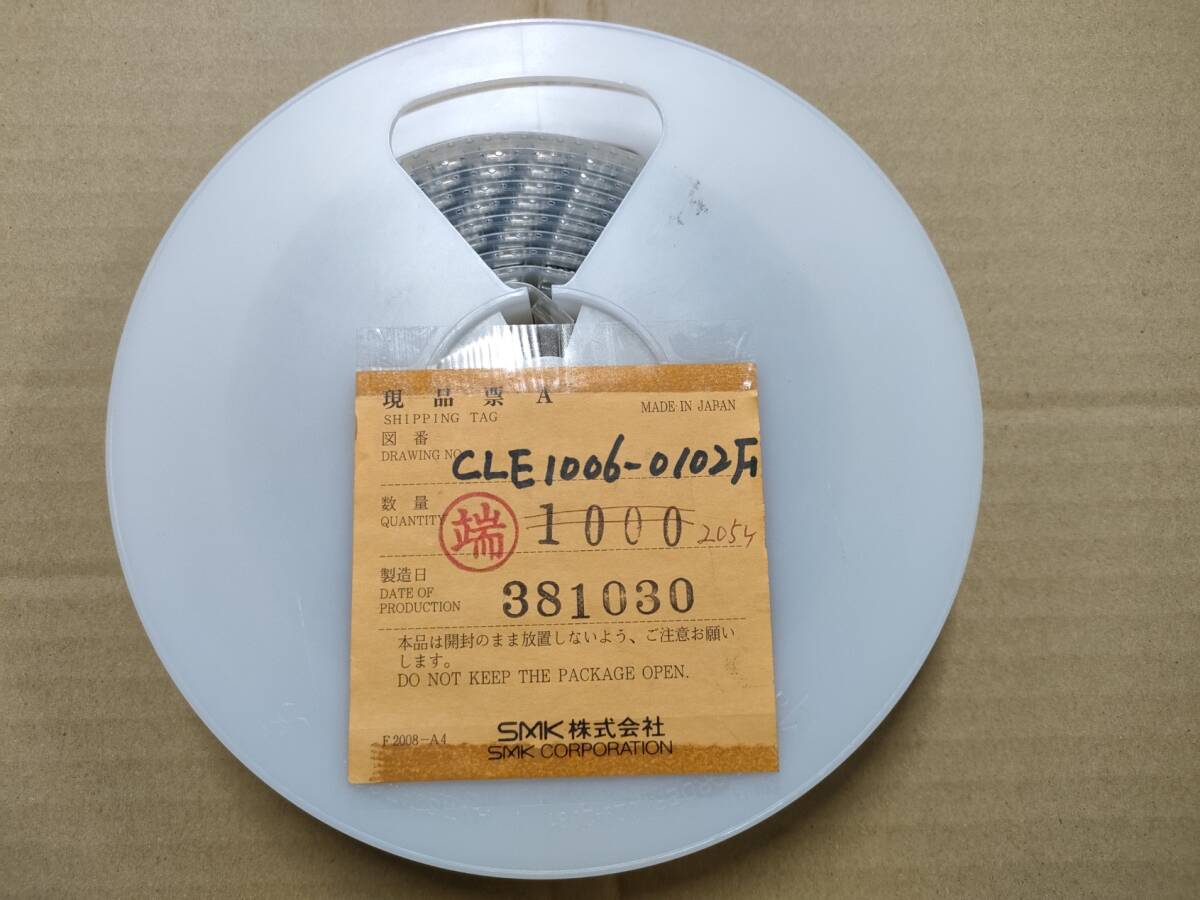 現品票 A
SHIPPING TAG
MADE IN JAPAN
図番
DRAWING NO.
CLE1006-0102F
数量
QUANTITY
端
1000
製造日
DATE OF
PRODUCTION
381030
本品は開封のまま放置しないよう、ご注意お願い
します。
DO NOT KEEP THE PACKAGE OPEN.
F2008-A4
SMK株式会社
SMK CORPORATION